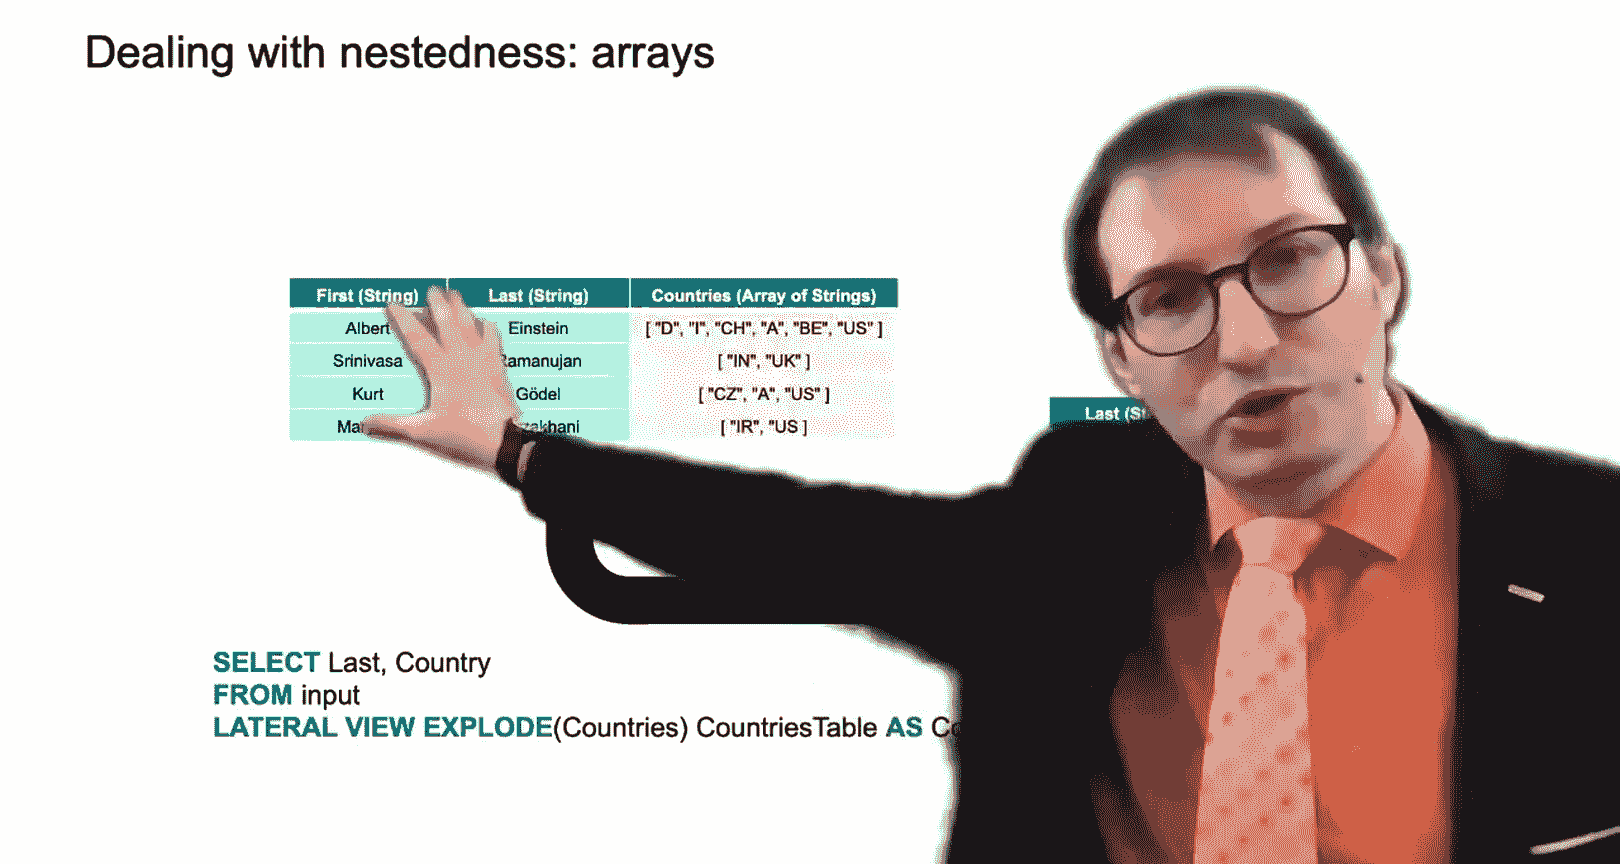 Dealing with nestedness: arrays
First (String) Last (String) Countries (Array of Strings)
Albert Einstein [ "D", "I", "CH", "A", "BE", "US" ]
Srinivasa Ramanujan [ "IN", "UK" ]
Kurt Gödel [ "CZ", "A", "US" ]
[ "IR", "US ]
Last
SELECT Last, Country
FROM input
LATERAL VIEW EXPLODE(Countries) CountriesTable AS